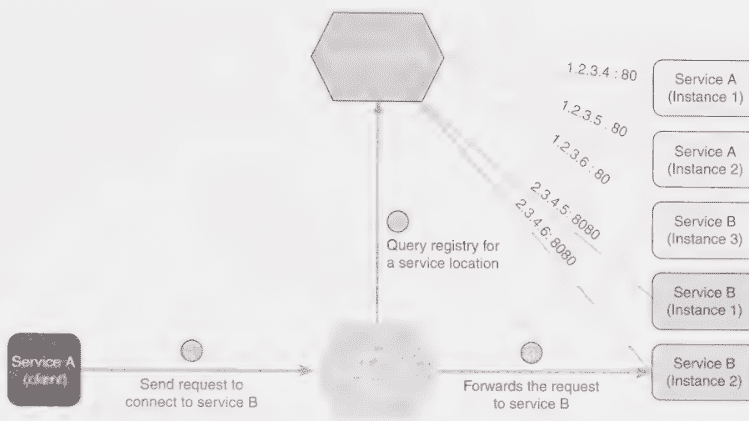 1.2.3.4 : 80
Service A
(Instance 1)
1.2.3.5 : 80
1.2.3.6 : 80
Service A
(Instance 2)
2.3.4.5: 8080
2.3.4.6: 8080
Service B
(Instance 3)
Query registry for
a service location
Service B
(Instance 1)
Service A
(client)
Send request to
connect to service B
Forwards the request
to service B
Service B
(Instance 2)